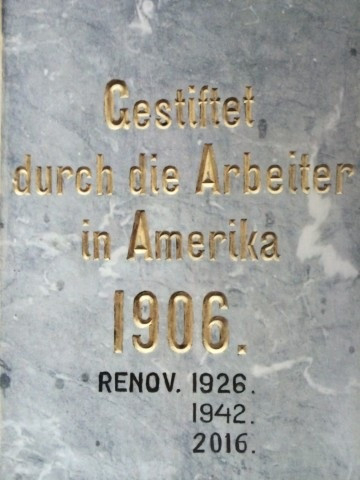 Gestiftet
durch die Arbeiter
in Amerika
1906.
RENOV. 1926.
1942.
2016.